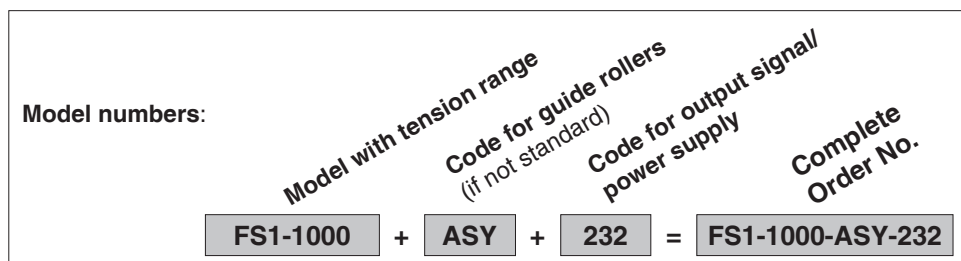 Model numbers:
Model with tension range
Code for guide rollers
(if not standard)
Code for output signal/
power supply
Complete
Order No.
FS1-1000 + ASY + 232 = FS1-1000-ASY-232